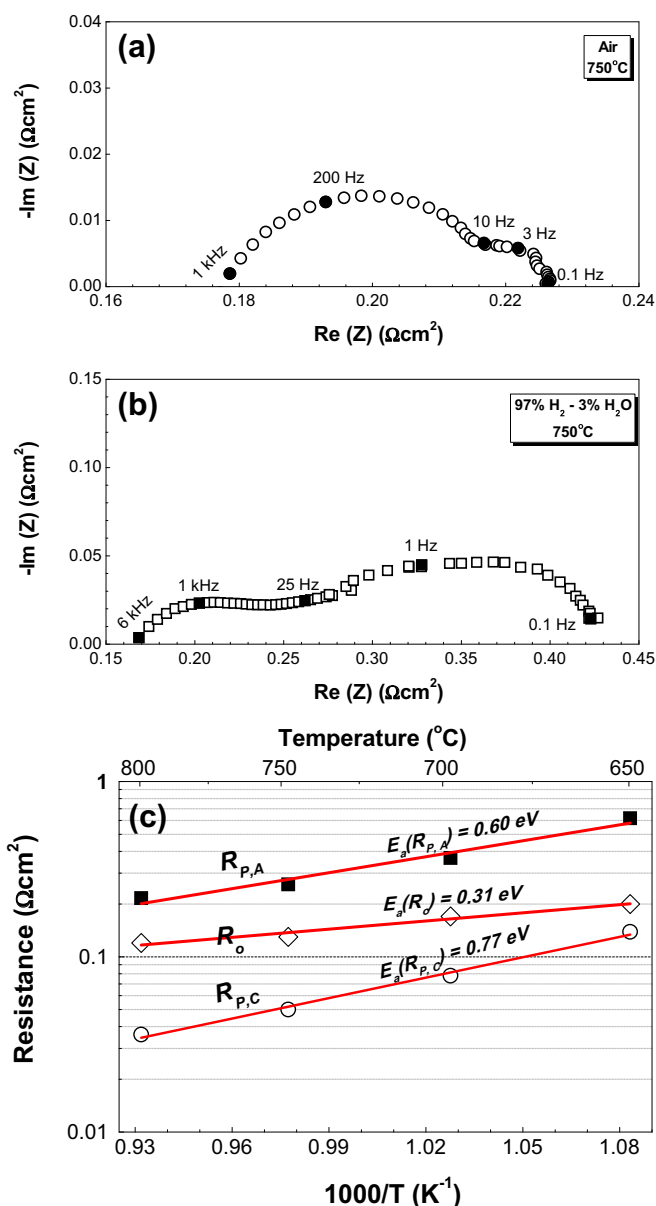 (a)
Air
750°C
0.04
0.03
0.02
0.01
0.00
-Im (Z) (Ωcm²)
1 kHz
200 Hz
10 Hz
3 Hz
0.1 Hz
0.16 0.18 0.20 0.22 0.24
Re (Z) (Ωcm²)
(b)
97% H₂ - 3% H₂O
750°C
0.15
0.10
0.05
0.00
-Im (Z) (Ωcm²)
6 kHz
1 kHz
25 Hz
1 Hz
0.1 Hz
0.15 0.20 0.25 0.30 0.35 0.40 0.45
Re (Z) (Ωcm²)
Temperature (°C)
800 750 700 650
(c)
1
0.1
0.01
Resistance (Ωcm²)
R_P,A
E_a(R_P,A) = 0.60 eV
R_o
E_a(R_o) = 0.31 eV
R_P,C
E_a(R_P,C) = 0.77 eV
0.93 0.96 0.99 1.02 1.05 1.08
1000/T (K⁻¹)